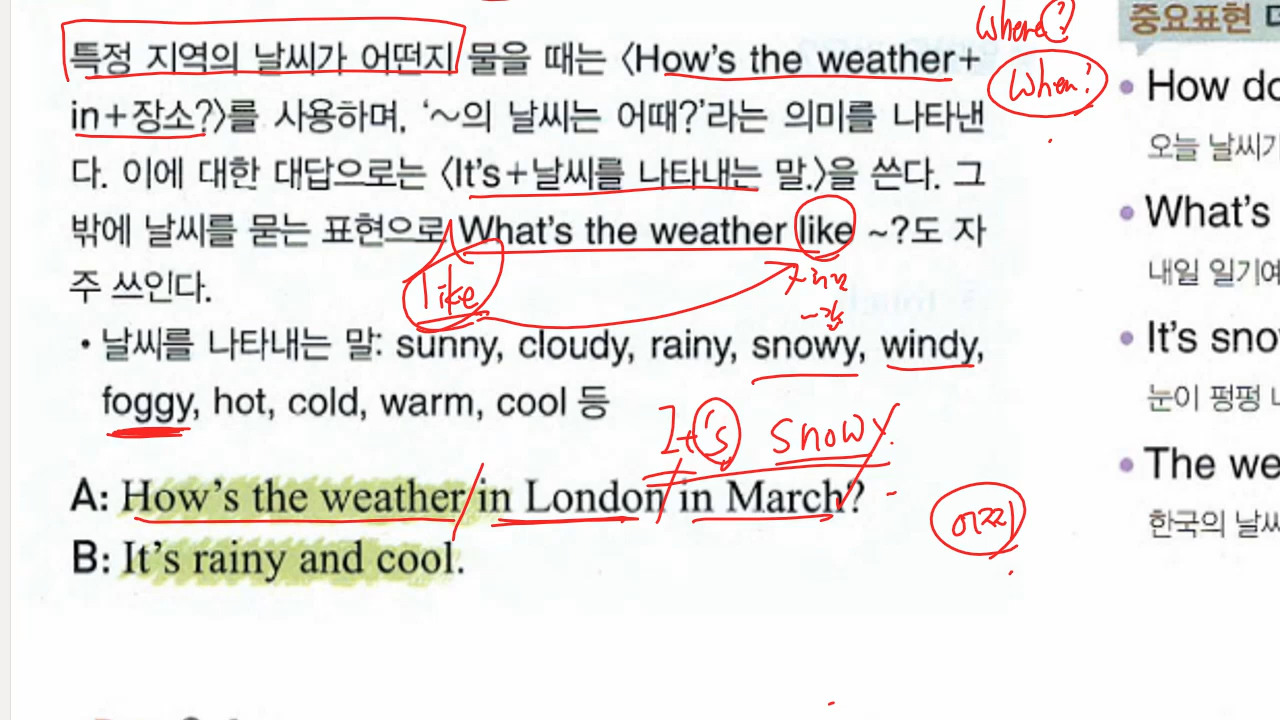 특정 지역의 날씨가 어떤지 물을 때는 〈How's the weather+
in+장소?〉를 사용하며, '~의 날씨는 어때?'라는 의미를 나타낸
다. 이에 대한 대답으로는 〈It's+날씨를 나타내는 말.〉을 쓴다. 그
밖에 날씨를 묻는 표현으로 What's the weather like ~?도 자
주 쓰인다.
• 날씨를 나타내는 말: sunny, cloudy, rainy, snowy, windy,
foggy, hot, cold, warm, cool 등
A: How's the weather in London in March?
B: It's rainy and cool.
like
It's snowy.
where?
when?
중요표현 더
• How do
오늘 날씨가
• What's
내일 일기예
• It's sno
눈이 펑펑 내
• The we
한국의 날씨